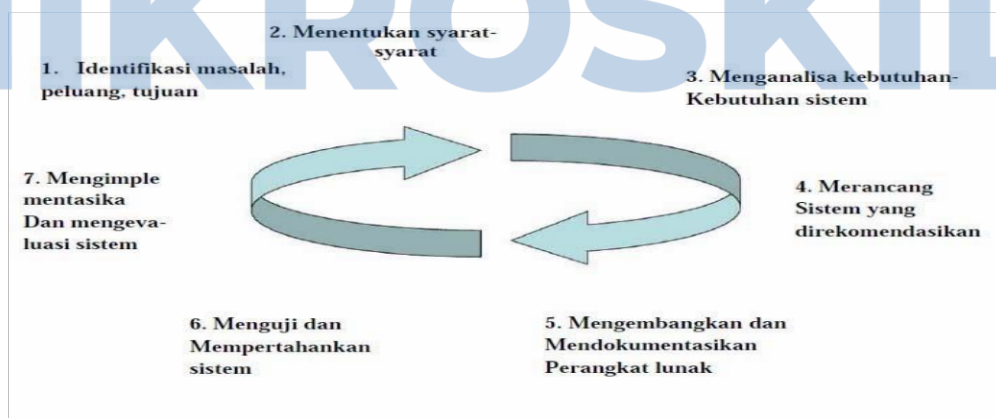 MIKROSKIL
2. Menentukan syarat-
syarat
1. Identifikasi masalah,
peluang, tujuan
3. Menganalisa kebutuhan-
Kebutuhan sistem
7. Mengimple
mentasika
Dan mengeva-
luasi sistem
4. Merancang
Sistem yang
direkomendasikan
6. Menguji dan
Mempertahankan
sistem
5. Mengembangkan dan
Mendokumentasikan
Perangkat lunak